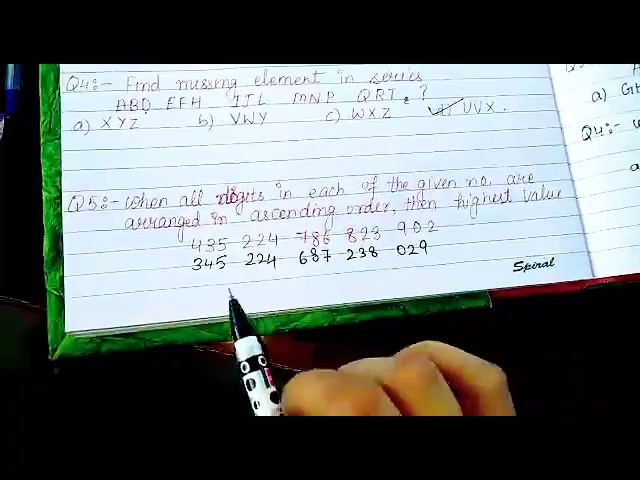 Q4:- Find missing element in series
ABD EFH IJL MNP QRT, ?
a) XYZ b) VWY c) WXZ d) UVX.
Q5:- When all digits in each of the given no. are
arranged in ascending order, then highest value
435 224 786 823 902
345 224 687 238 029
Spiral
a) G
Q4:-
a